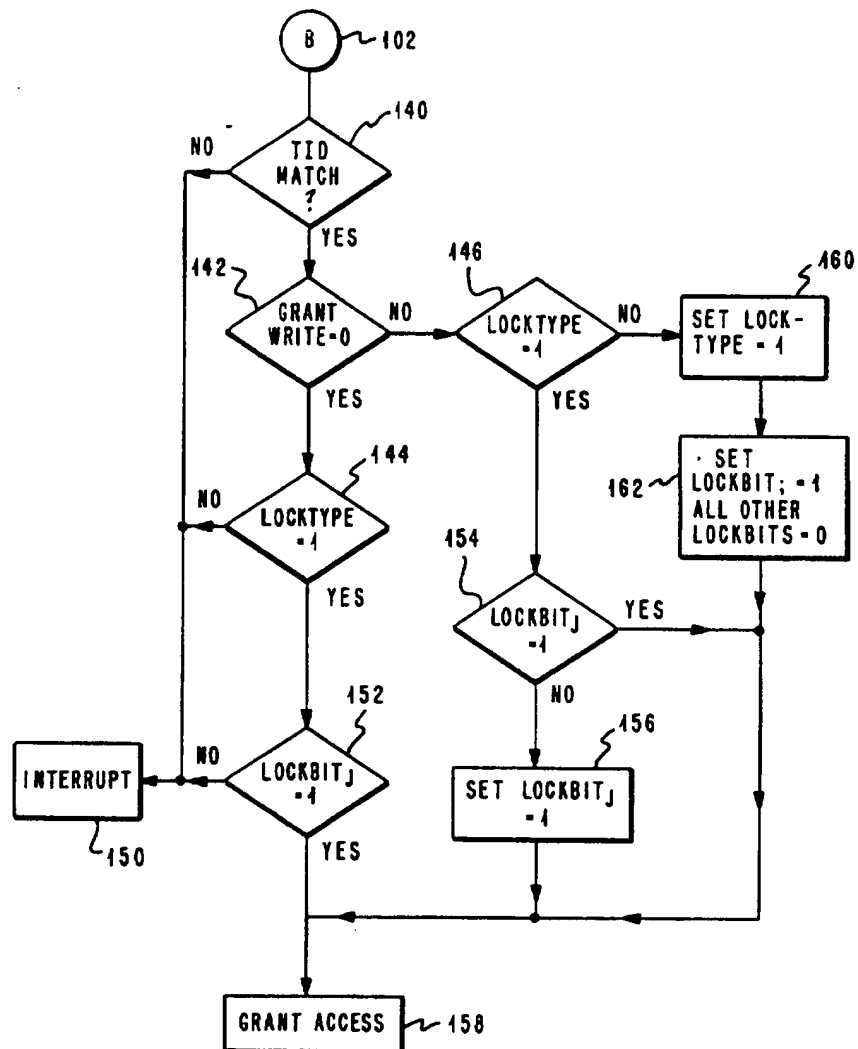 B
102
140
NO
TID
MATCH
?
YES
142
GRANT
WRITE=0
NO
YES
146
LOCKTYPE
=1
NO
YES
160
SET LOCK-
TYPE = 1
162
SET
LOCKBIT; =1
ALL OTHER
LOCKBITS=0
144
NO
LOCKTYPE
=1
YES
154
LOCKBITJ
=1
YES
NO
152
NO
LOCKBITJ
=1
YES
INTERRUPT
150
156
SET LOCKBITJ
=1
GRANT ACCESS
158